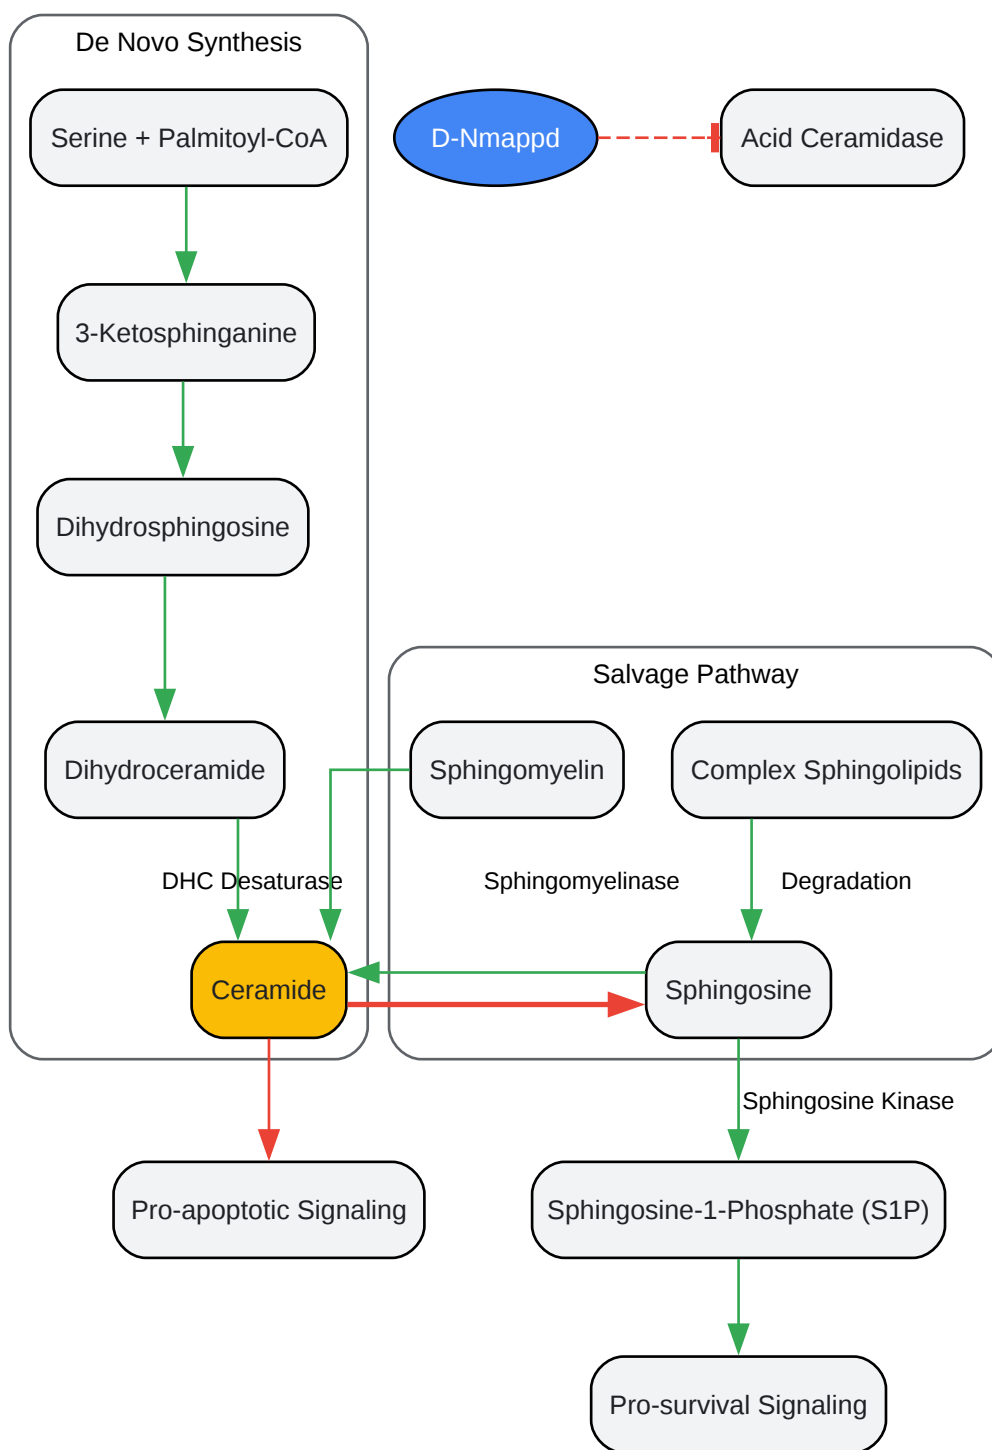 De Novo Synthesis
Serine + Palmitoyl-CoA
D-Nmappd
Acid Ceramidase
3-Ketosphinganine
Dihydrosphingosine
Salvage Pathway
Dihydroceramide
Sphingomyelin
Complex Sphingolipids
DHC Desaturase
Sphingomyelinase
Degradation
Ceramide
Sphingosine
Sphingosine Kinase
Pro-apoptotic Signaling
Sphingosine-1-Phosphate (S1P)
Pro-survival Signaling